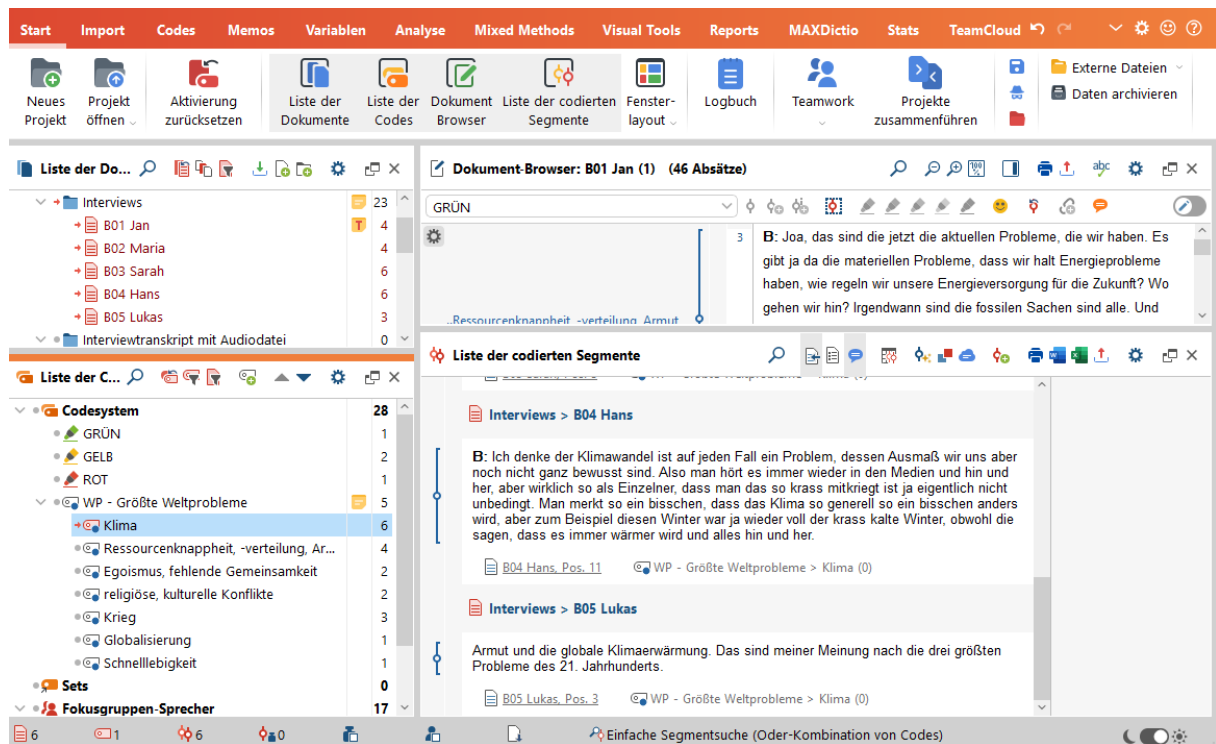 Start Import Codes Memos Variablen Analyse Mixed Methods Visual Tools Reports MAXDictio Stats TeamCloud
Neues Projekt
Projekt öffnen
Aktivierung zurücksetzen
Liste der Dokumente
Liste der Codes
Dokument Browser
Liste der codierten Segmente
Fenster-layout
Logbuch
Teamwork
Projekte zusammenführen
Externe Dateien
Daten archivieren
Liste der Do...
Interviews 23
B01 Jan T 4
B02 Maria 4
B03 Sarah 6
B04 Hans 6
B05 Lukas 3
Interviewtranskript mit Audiodatei 0
Liste der C...
Codesystem 28
GRÜN 1
GELB 2
ROT 1
WP - Größte Weltprobleme 5
Klima 6
Ressourcenknappheit, -verteilung, Ar... 4
Egoismus, fehlende Gemeinsamkeit 2
religiöse, kulturelle Konflikte 2
Krieg 3
Globalisierung 1
Schnelllebigkeit 1
Sets 0
Fokusgruppen-Sprecher 17
Dokument-Browser: B01 Jan (1) (46 Absätze)
100%
abc
GRÜN
..Ressourcenknappheit, -verteilung, Armut
3 B: Joa, das sind die jetzt die aktuellen Probleme, die wir haben. Es
gibt ja da die materiellen Probleme, dass wir halt Energieprobleme
haben, wie regeln wir unsere Energieversorgung für die Zukunft? Wo
gehen wir hin? Irgendwann sind die fossilen Sachen sind alle. Und
Liste der codierten Segmente
Interviews > B04 Hans
B: Ich denke der Klimawandel ist auf jeden Fall ein Problem, dessen Ausmaß wir uns aber
noch nicht ganz bewusst sind. Also man hört es immer wieder in den Medien und hin und
her, aber wirklich so als Einzelner, dass man das so krass mitkriegt ist ja eigentlich nicht
unbedingt. Man merkt so ein bisschen, dass das Klima so generell so ein bisschen anders
wird, aber zum Beispiel diesen Winter war ja wieder voll der krass kalte Winter, obwohl die
sagen, dass es immer wärmer wird und alles hin und her.
B04 Hans, Pos. 11 WP - Größte Weltprobleme > Klima (0)
Interviews > B05 Lukas
Armut und die globale Klimaerwärmung. Das sind meiner Meinung nach die drei größten
Probleme des 21. Jahrhunderts.
B05 Lukas, Pos. 3 WP - Größte Weltprobleme > Klima (0)
6 1 6 0 Einfache Segmentsuche (Oder-Kombination von Codes)